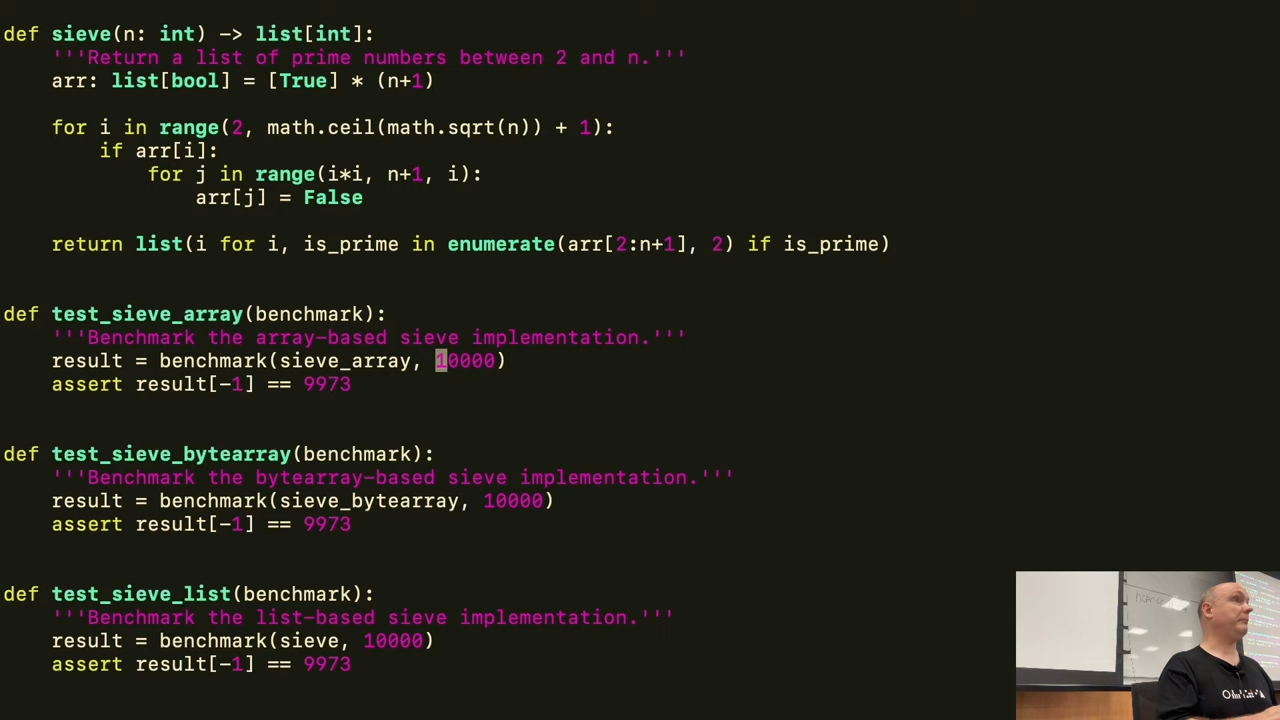 def sieve(n: int) -> list[int]:
    '''Return a list of prime numbers between 2 and n.'''
    arr: list[bool] = [True] * (n+1)

    for i in range(2, math.ceil(math.sqrt(n)) + 1):
        if arr[i]:
            for j in range(i*i, n+1, i):
                arr[j] = False

    return list(i for i, is_prime in enumerate(arr[2:n+1], 2) if is_prime)

def test_sieve_array(benchmark):
    '''Benchmark the array-based sieve implementation.'''
    result = benchmark(sieve_array, 10000)
    assert result[-1] == 9973

def test_sieve_bytearray(benchmark):
    '''Benchmark the bytearray-based sieve implementation.'''
    result = benchmark(sieve_bytearray, 10000)
    assert result[-1] == 9973

def test_sieve_list(benchmark):
    '''Benchmark the list-based sieve implementation.'''
    result = benchmark(sieve, 10000)
    assert result[-1] == 9973